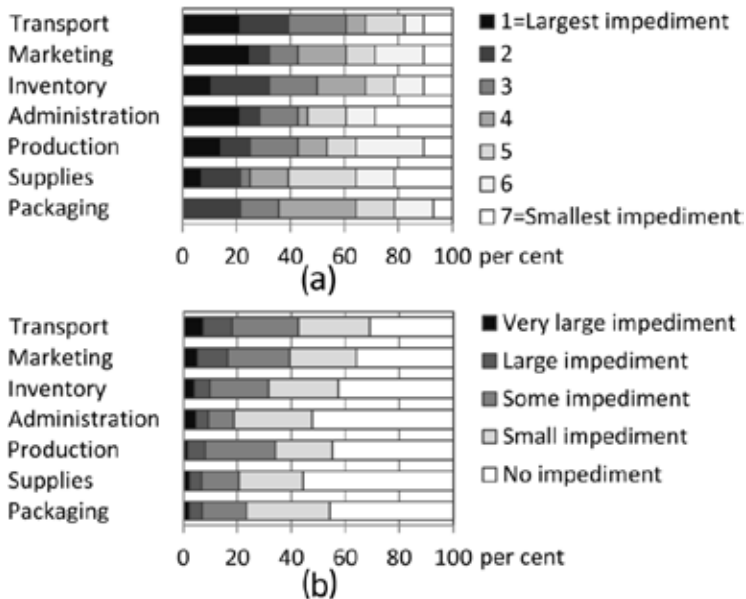 Transport
Marketing
Inventory
Administration
Production
Supplies
Packaging
0 20 40 60 80 100 per cent
1=Largest impediment
2
3
4
5
6
7=Smallest impediment:
(a)
Transport
Marketing
Inventory
Administration
Production
Supplies
Packaging
0 20 40 60 80 100 per cent
Very large impediment
Large impediment
Some impediment
Small impediment
No impediment
(b)